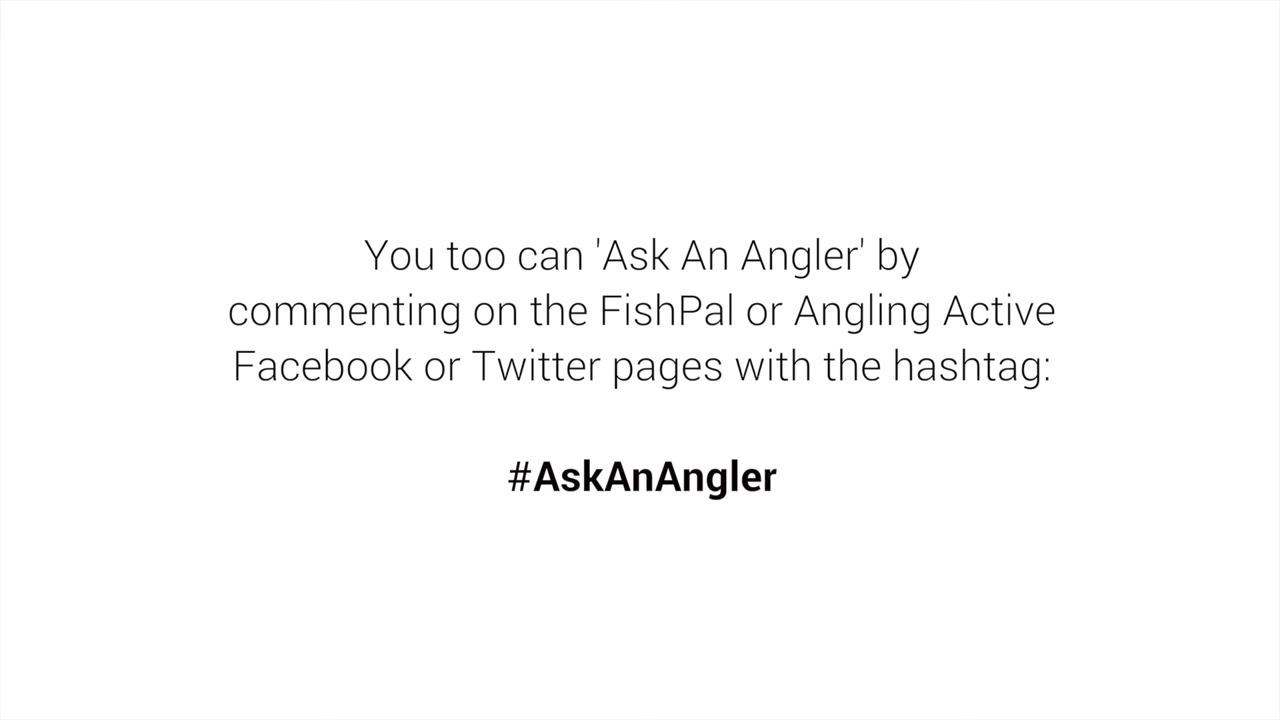 You too can 'Ask An Angler' by
commenting on the FishPal or Angling Active
Facebook or Twitter pages with the hashtag:
#AskAnAngler